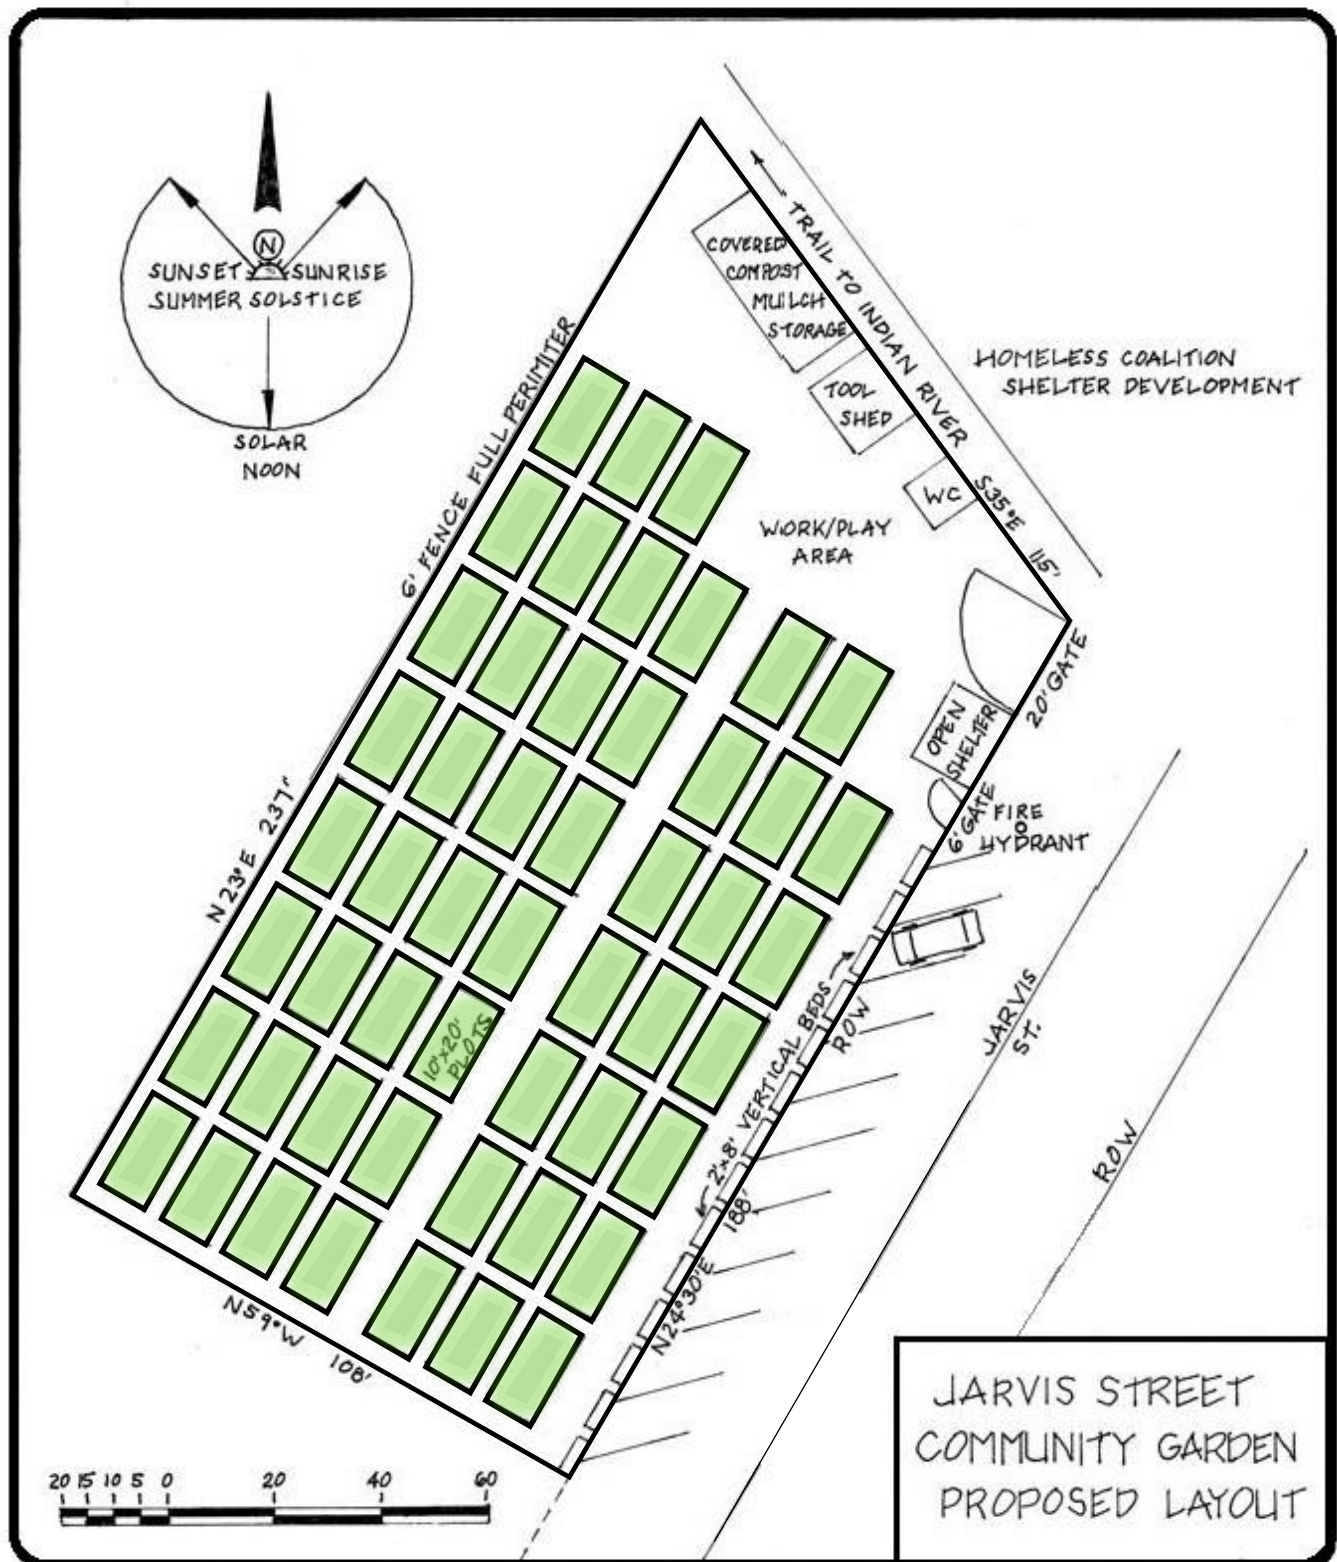 N
SUNSET SUNRISE
SUMMER SOLSTICE
SOLAR
NOON
TRAIL TO INDIAN RIVER
COVERED
COMPOST
MULCH
STORAGE
TOOL
SHED
WC
S35°E 115'
HOMELESS COALITION
SHELTER DEVELOPMENT
6' FENCE FULL PERIMITER
WORK/PLAY
AREA
20' GATE
OPEN
SHELTER
6' GATE
FIRE
HYDRANT
N 23°E 237'
10'x20'
PLOTS
2'x8' VERTICAL BEDS
ROW
JARVIS
ST.
ROW
188'
N24°30'E
N59°W 108'
20 15 10 5 0 20 40 60
JARVIS STREET
COMMUNITY GARDEN
PROPOSED LAYOUT